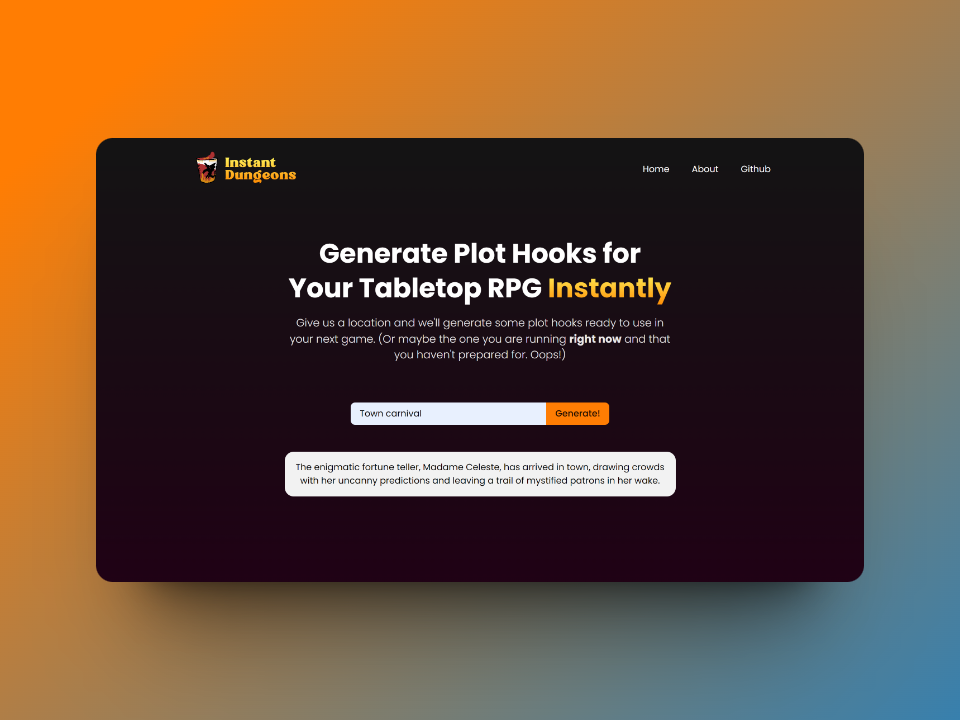 Instant
Dungeons
Home About Github
Generate Plot Hooks for
Your Tabletop RPG Instantly
Give us a location and we'll generate some plot hooks ready to use in
your next game. (Or maybe the one you are running right now and that
you haven't prepared for. Oops!)
Town carnival Generate!
The enigmatic fortune teller, Madame Celeste, has arrived in town, drawing crowds
with her uncanny predictions and leaving a trail of mystified patrons in her wake.